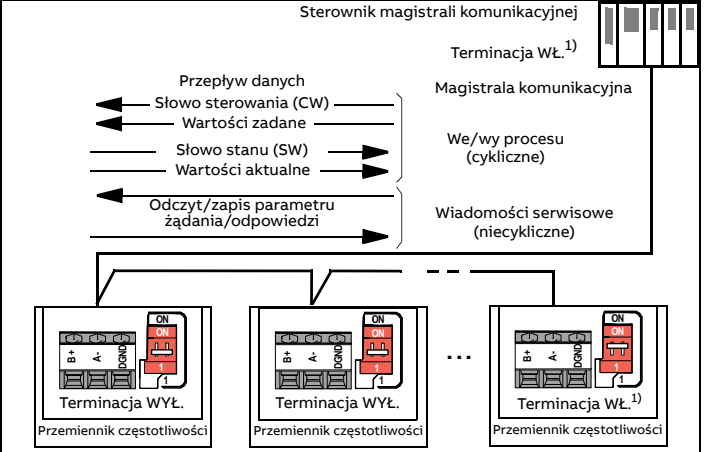 Sterownik magistrali komunikacyjnej
Terminacja WŁ.1)
Przepływ danych
Magistrala komunikacyjna
Słowo sterowania (CW)
Wartości zadane
Słowo stanu (SW)
Wartości aktualne
We/wy procesu
(cykliczne)
Odczyt/zapis parametru
żądania/odpowiedzi
Wiadomości serwisowe
(niecykliczne)
ON
ON
B+
A-
DGND
1
1
Terminacja WYŁ.
Przemiennik częstotliwości
ON
ON
B+
A-
DGND
1
1
Terminacja WYŁ.
Przemiennik częstotliwości
...
ON
ON
B+
A-
DGND
1
1
Terminacja WŁ.1)
Przemiennik częstotliwości